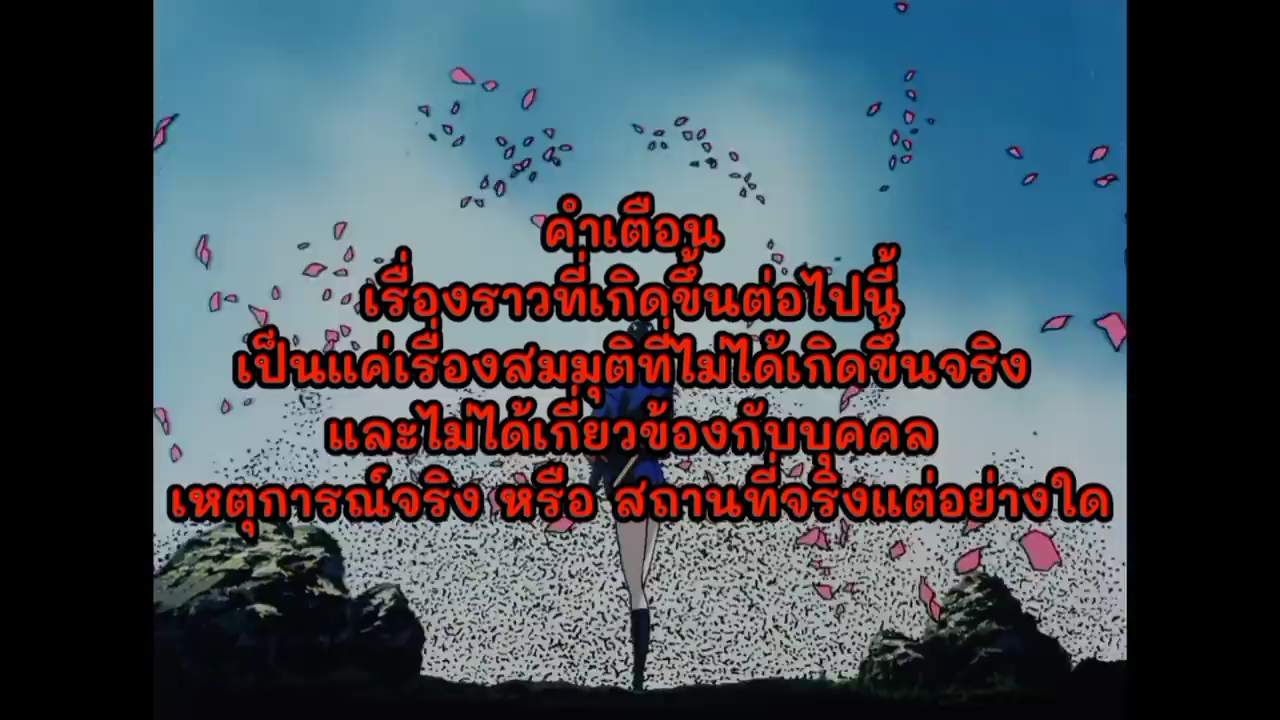 คำเตือน
เรื่องราวที่เกิดขึ้นต่อไปนี้
เป็นแค่เรื่องสมมุติที่ไม่ได้เกิดขึ้นจริง
และไม่ได้เกี่ยวข้องกับบุคคล
เหตุการณ์จริง หรือ สถานที่จริงแต่อย่างใด